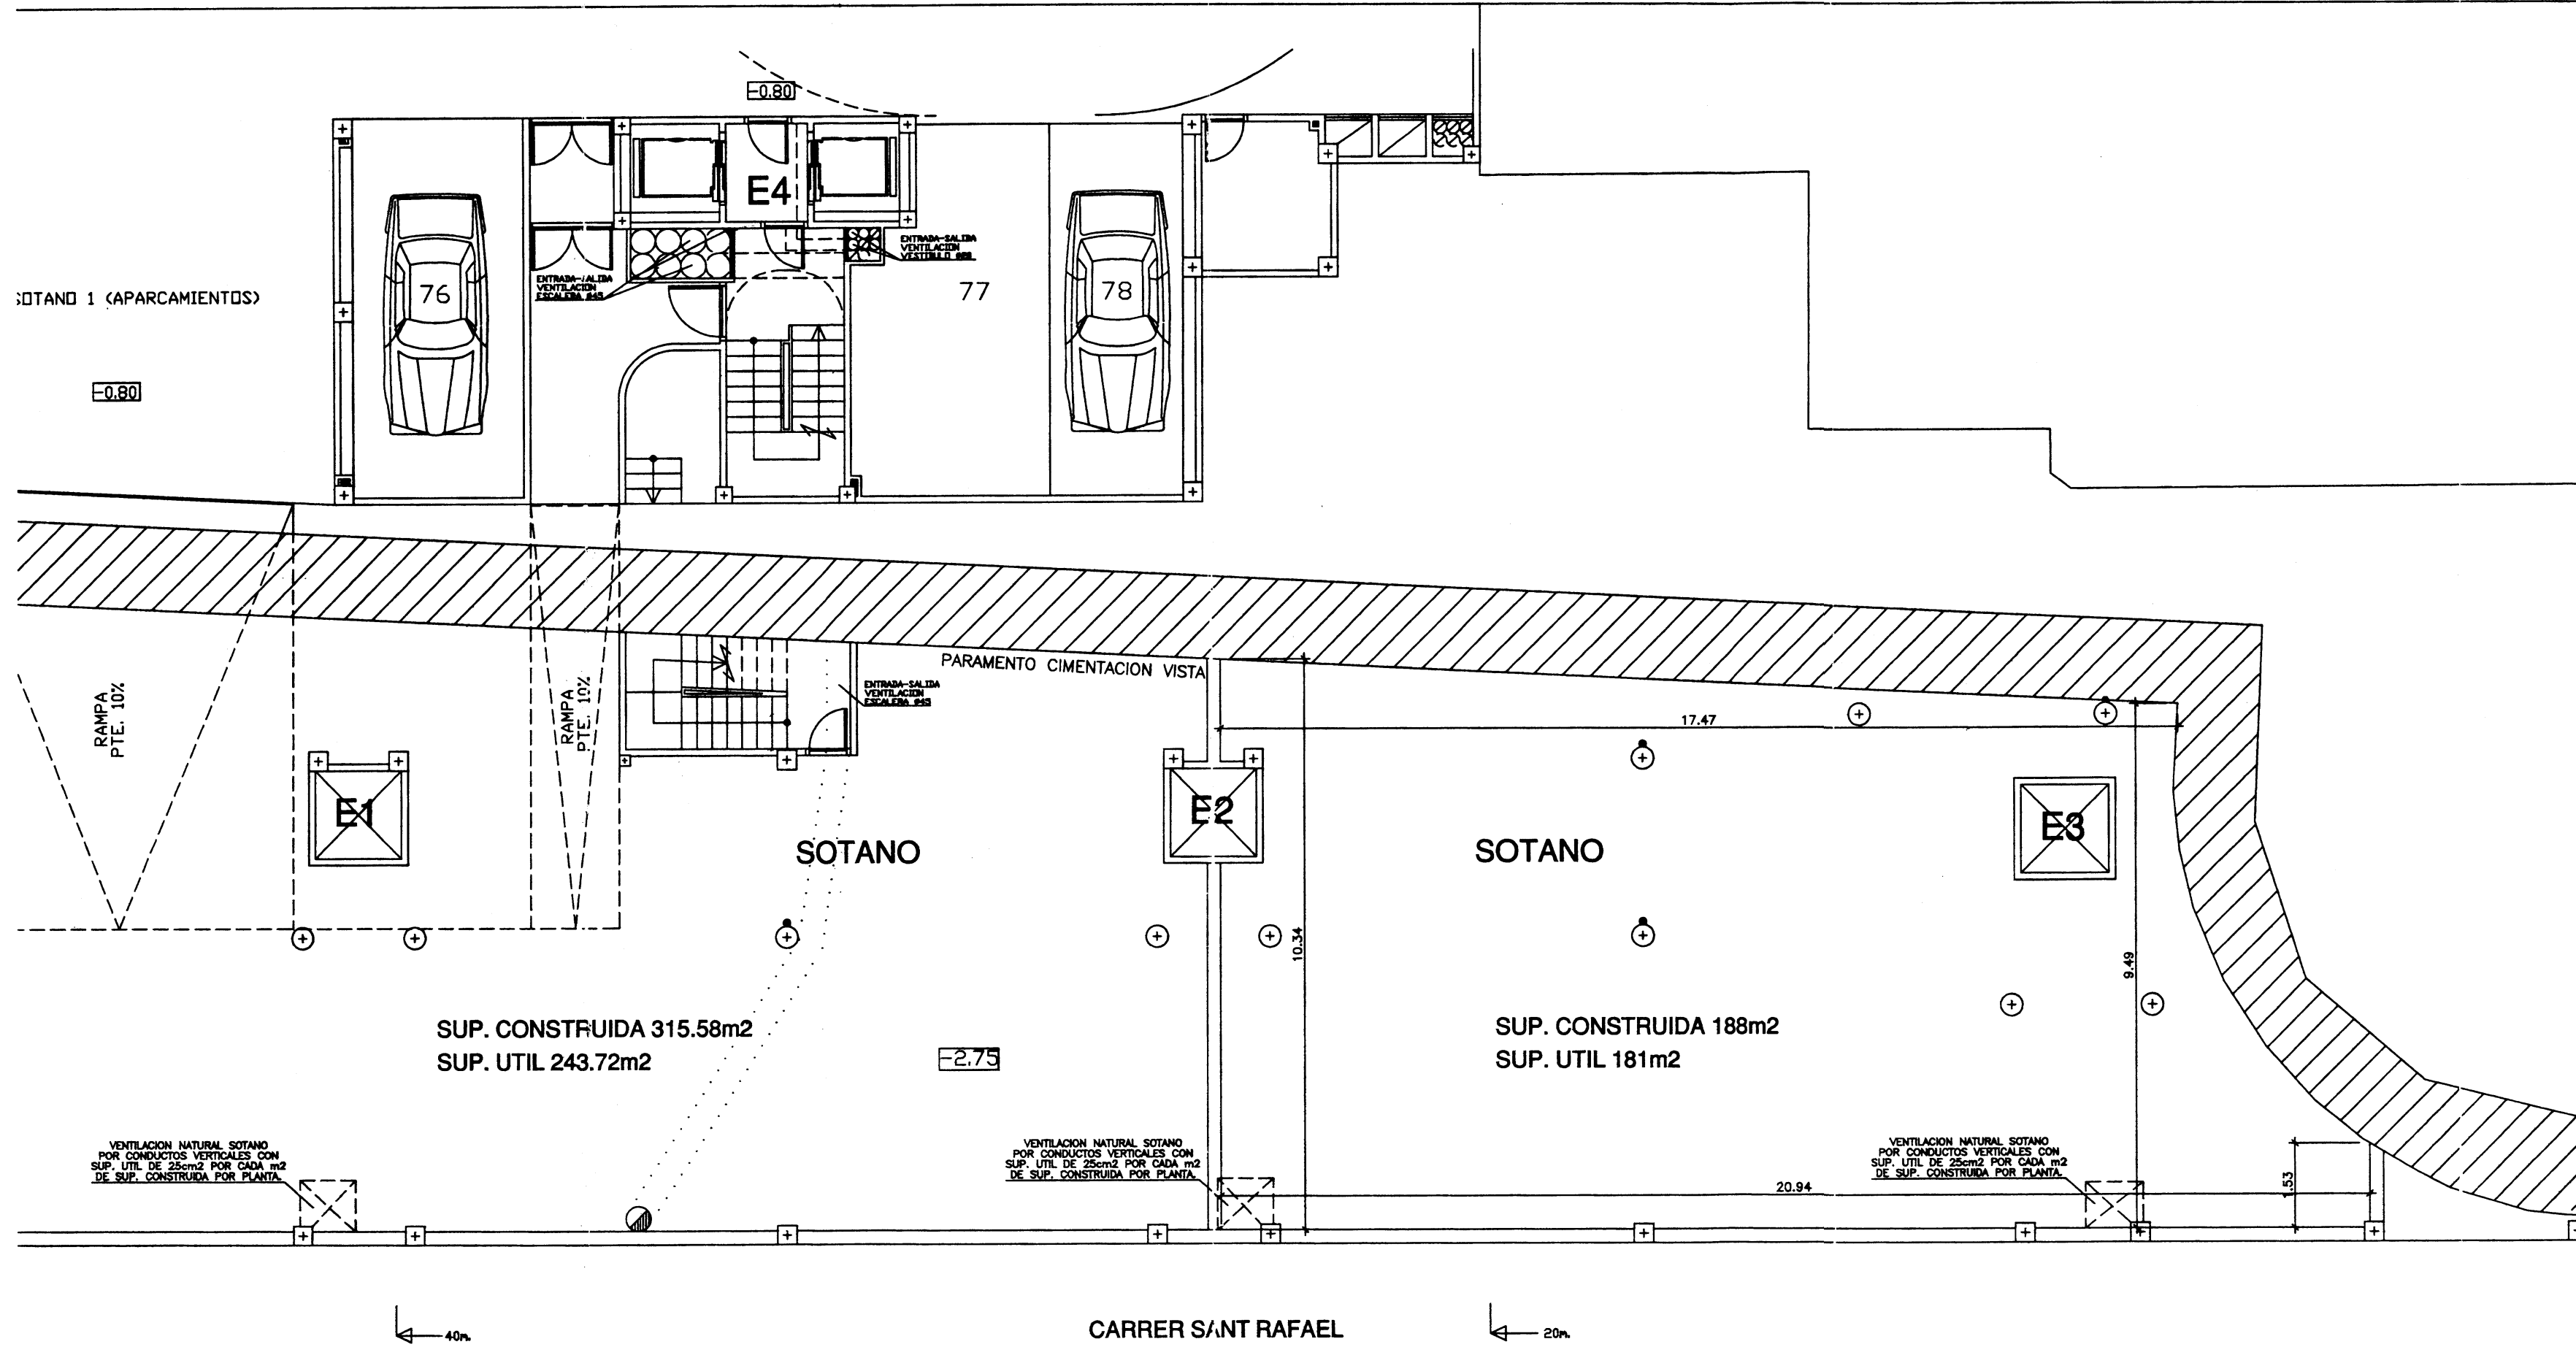 -0.80
E4
ENTRADA-SALIDA
VENTILACION
VESTIBULO
ENTRADA-SALIDA
VENTILACION
ESCALERA ø45
76
77
78
SOTANO 1 (APARCAMIENTOS)
-0.80
PARAMENTO CIMENTACION VISTA
ENTRADA-SALIDA
VENTILACION
ESCALERA ø45
RAMPA
PTE. 10%
RAMPA
PTE. 10%
17.47
E1
E2
E3
SOTANO
SOTANO
10.34
9.49
SUP. CONSTRUIDA 315.58m2
SUP. UTIL 243.72m2
-2.75
SUP. CONSTRUIDA 188m2
SUP. UTIL 181m2
VENTILACION NATURAL SOTANO
POR CONDUCTOS VERTICALES CON
SUP. UTIL DE 25cm2 POR CADA m2
DE SUP. CONSTRUIDA POR PLANTA.
VENTILACION NATURAL SOTANO
POR CONDUCTOS VERTICALES CON
SUP. UTIL DE 25cm2 POR CADA m2
DE SUP. CONSTRUIDA POR PLANTA.
VENTILACION NATURAL SOTANO
POR CONDUCTOS VERTICALES CON
SUP. UTIL DE 25cm2 POR CADA m2
DE SUP. CONSTRUIDA POR PLANTA.
20.94
1.53
40m.
CARRER SANT RAFAEL
20m.